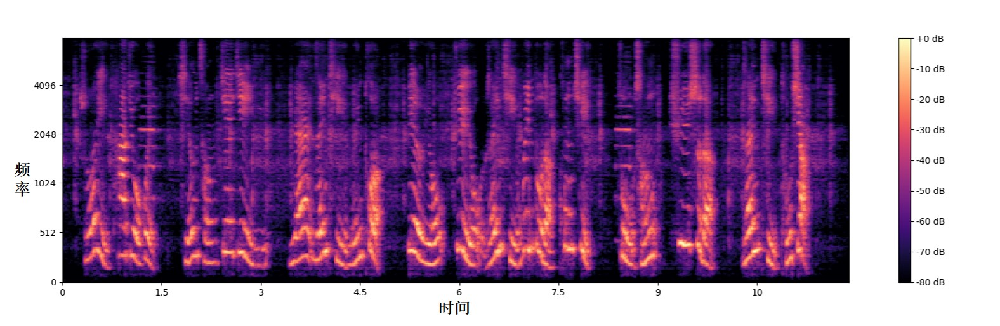 +0 dB
-10 dB
-20 dB
-30 dB
-40 dB
-50 dB
-60 dB
-70 dB
-80 dB
4096
2048
1024
512
0
频率
0 1.5 3 4.5 6 7.5 9 10
时间